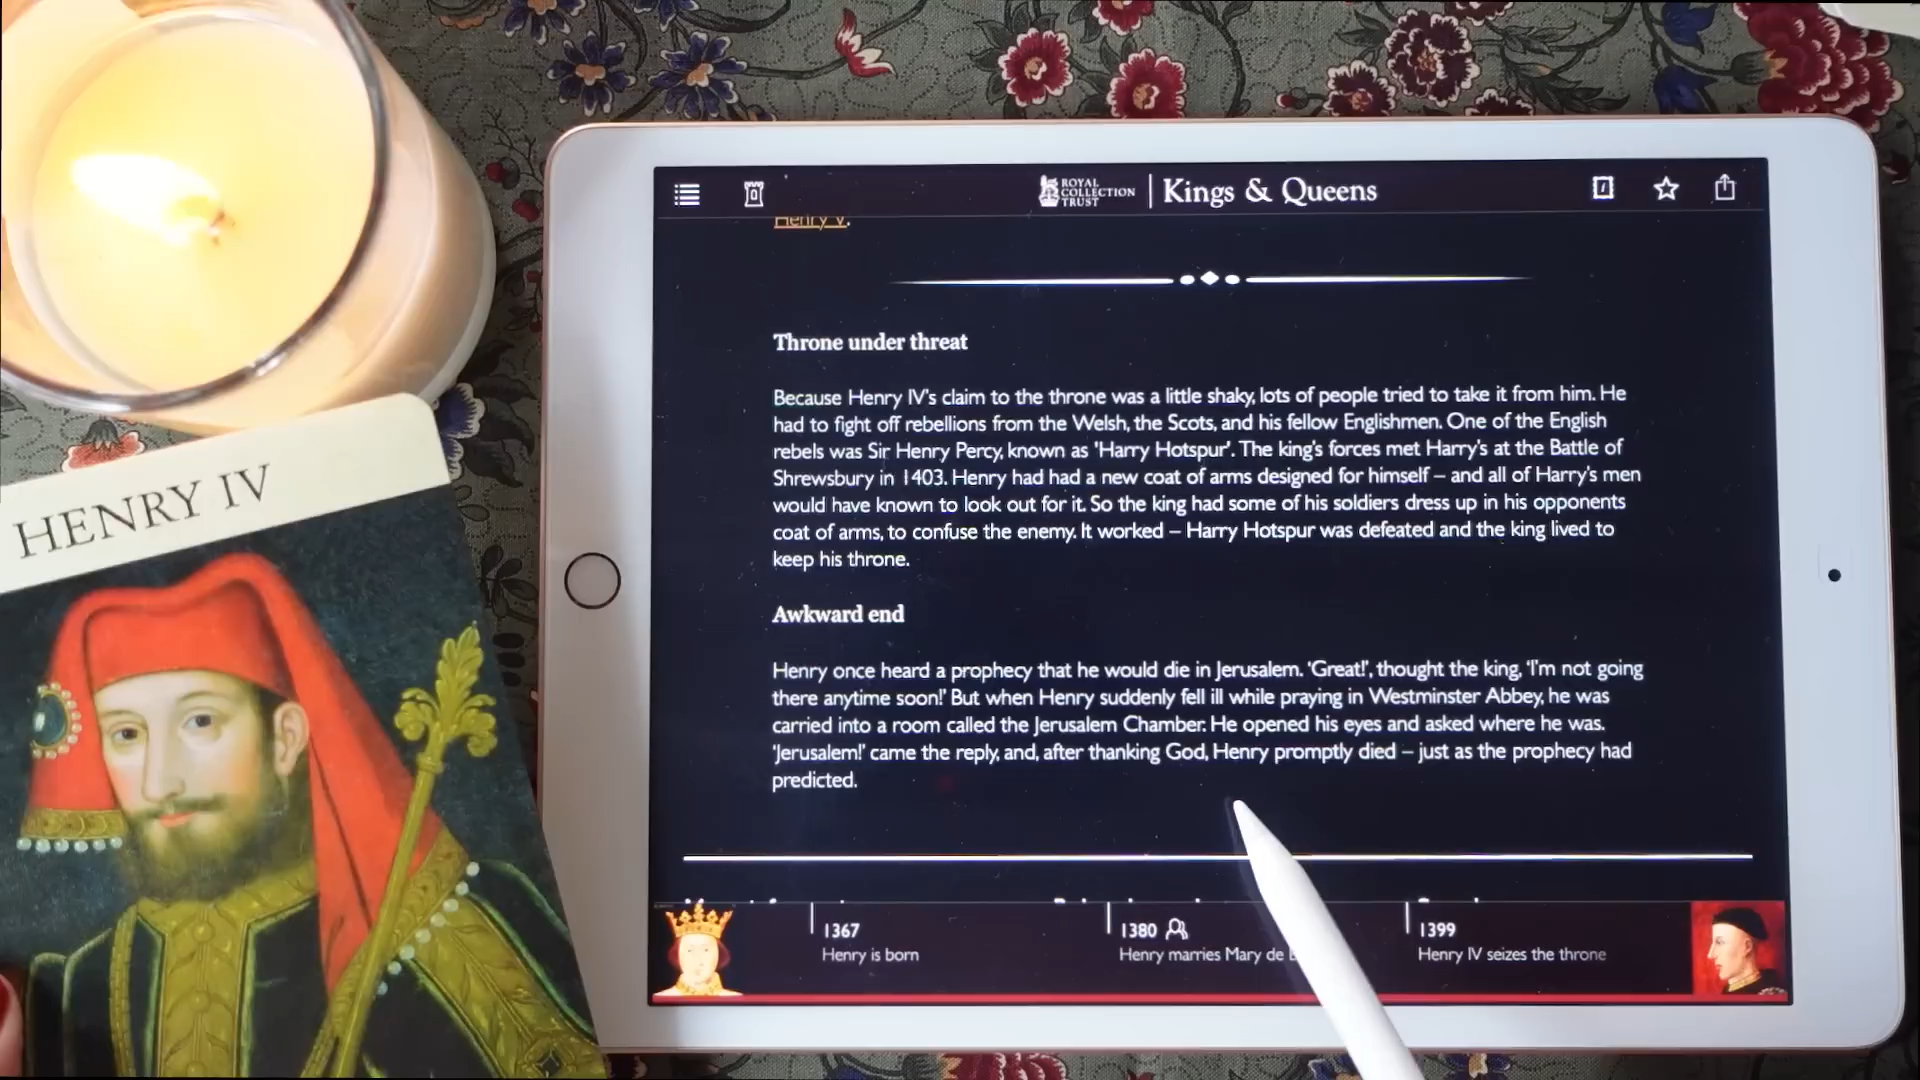 ROYAL
COLLECTION
TRUST
Kings & Queens
Henry V.
Throne under threat
Because Henry IV's claim to the throne was a little shaky, lots of people tried to take it from him. He
had to fight off rebellions from the Welsh, the Scots, and his fellow Englishmen. One of the English
rebels was Sir Henry Percy, known as 'Harry Hotspur'. The king's forces met Harry's at the Battle of
Shrewsbury in 1403. Henry had had a new coat of arms designed for himself – and all of Harry's men
would have known to look out for it. So the king had some of his soldiers dress up in his opponents
coat of arms, to confuse the enemy. It worked – Harry Hotspur was defeated and the king lived to
keep his throne.
Awkward end
Henry once heard a prophecy that he would die in Jerusalem. 'Great!', thought the king, 'I'm not going
there anytime soon!' But when Henry suddenly fell ill while praying in Westminster Abbey, he was
carried into a room called the Jerusalem Chamber. He opened his eyes and asked where he was.
'Jerusalem!' came the reply, and, after thanking God, Henry promptly died – just as the prophecy had
predicted.
1367
Henry is born
1380
Henry marries Mary de
1399
Henry IV seizes the throne
HENRY IV